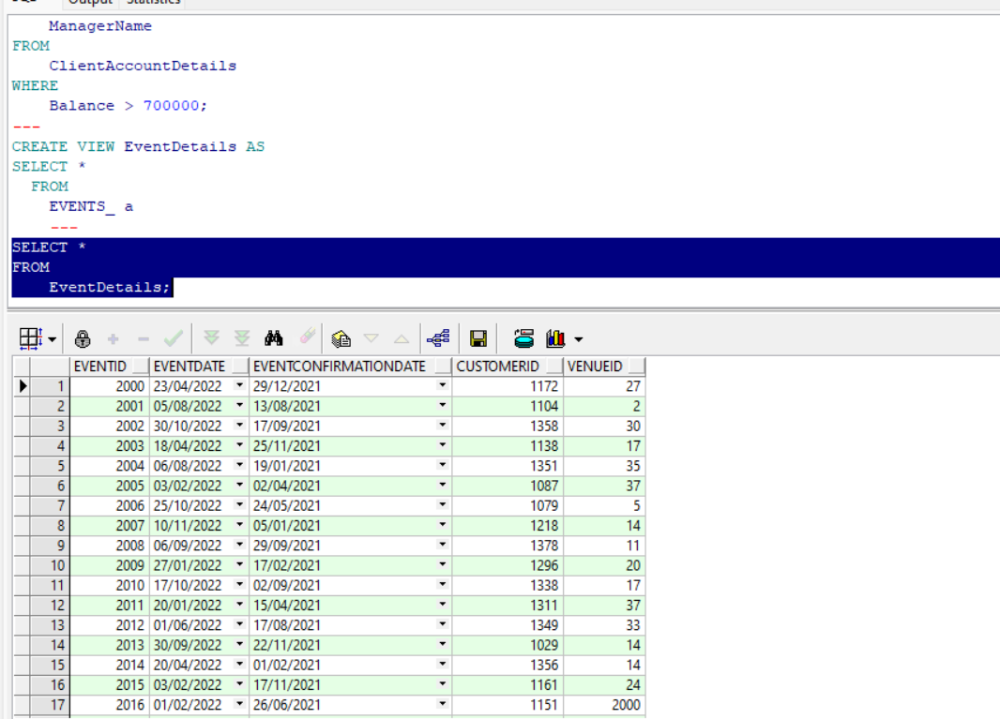 Output Statistics
ManagerName
FROM
ClientAccountDetails
WHERE
Balance > 700000;
---
CREATE VIEW EventDetails AS
SELECT *
FROM
EVENTS_ a
---
SELECT *
FROM
EventDetails;
EVENTID EVENTDATE EVENTCONFIRMATIONDATE CUSTOMERID VENUEID
1 2000 23/04/2022 29/12/2021 1172 27
2 2001 05/08/2022 13/08/2021 1104 2
3 2002 30/10/2022 17/09/2021 1358 30
4 2003 18/04/2022 25/11/2021 1138 17
5 2004 06/08/2022 19/01/2021 1351 35
6 2005 03/02/2022 02/04/2021 1087 37
7 2006 25/10/2022 24/05/2021 1079 5
8 2007 10/11/2022 05/01/2021 1218 14
9 2008 06/09/2022 29/09/2021 1378 11
10 2009 27/01/2022 17/02/2021 1296 20
11 2010 17/10/2022 02/09/2021 1338 17
12 2011 20/01/2022 15/04/2021 1311 37
13 2012 01/06/2022 17/08/2021 1349 33
14 2013 30/09/2022 22/11/2021 1029 14
15 2014 20/04/2022 01/02/2021 1356 14
16 2015 03/02/2022 17/11/2021 1161 24
17 2016 01/02/2022 26/06/2021 1151 2000